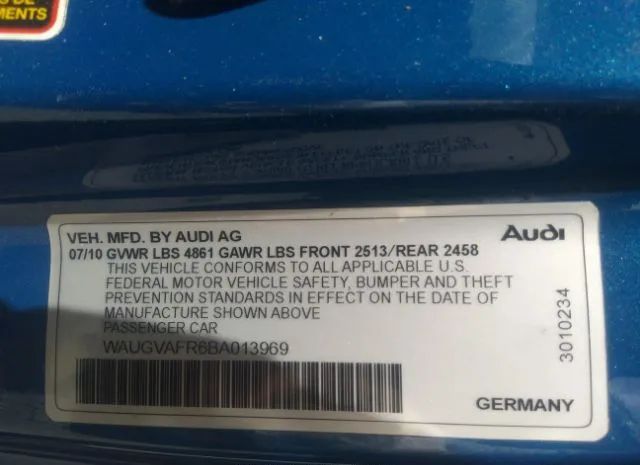 S DE
MENTS
VEH. MFD. BY AUDI AG
Audi
07/10 GVWR LBS 4861 GAWR LBS FRONT 2513/REAR 2458
THIS VEHICLE CONFORMS TO ALL APPLICABLE U.S.
FEDERAL MOTOR VEHICLE SAFETY, BUMPER AND THEFT
PREVENTION STANDARDS IN EFFECT ON THE DATE OF
MANUFACTURE SHOWN ABOVE
PASSENGER CAR
WAUGVAFR6BA013969
3010234
GERMANY